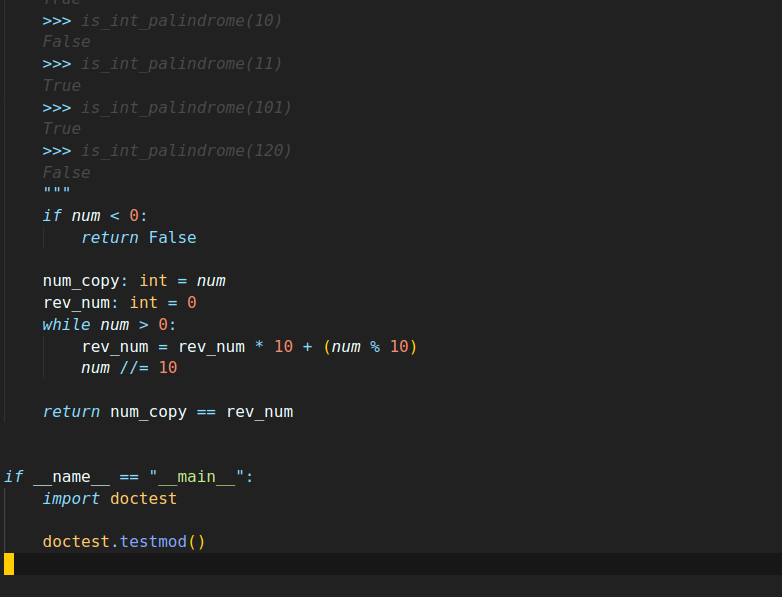 True
>>> is_int_palindrome(10)
False
>>> is_int_palindrome(11)
True
>>> is_int_palindrome(101)
True
>>> is_int_palindrome(120)
False
"""
if num < 0:
return False
num_copy: int = num
rev_num: int = 0
while num > 0:
rev_num = rev_num * 10 + (num % 10)
num //= 10
return num_copy == rev_num
if __name__ == "__main__":
import doctest
doctest.testmod()